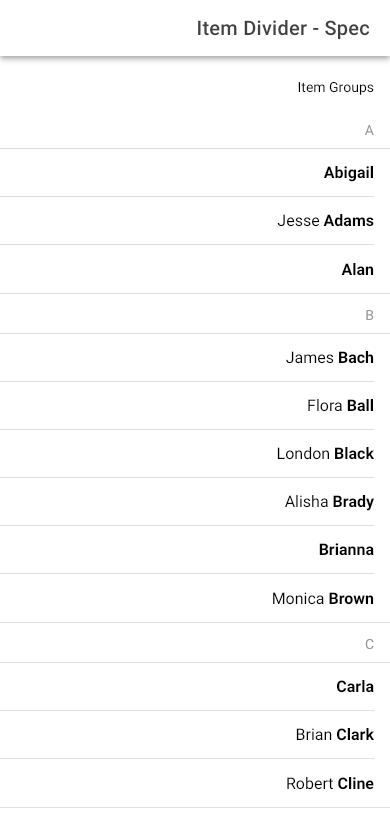 Item Divider - Spec
Item Groups
A
Abigail
Jesse Adams
Alan
B
James Bach
Flora Ball
London Black
Alisha Brady
Brianna
Monica Brown
C
Carla
Brian Clark
Robert Cline